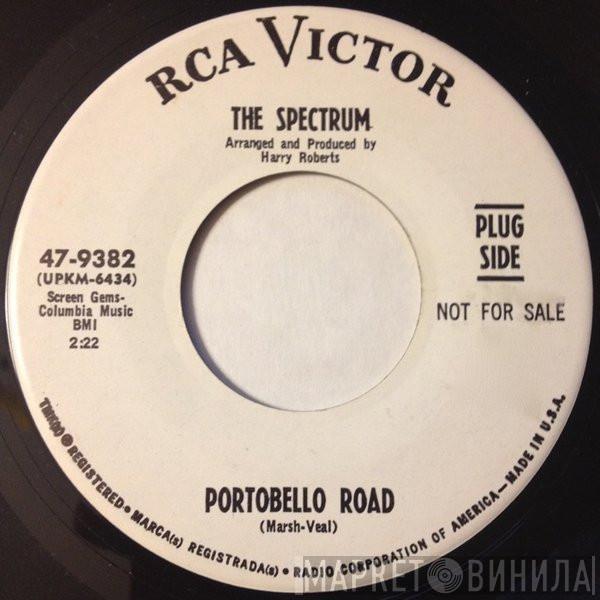 RCA VICTOR
THE SPECTRUM
Arranged and Produced by
Harry Roberts
47-9382
(UPKM-6434)
Screen Gems-
Columbia Music
BMI
2:22
PLUG
SIDE
NOT FOR SALE
PORTOBELLO ROAD
(Marsh-Veal)
TMK(s) ® REGISTERED • MARCA(s) REGISTRADA(s) • RADIO CORPORATION OF AMERICA—MADE IN U.S.A.
МАРКЕТ ВИНИЛА